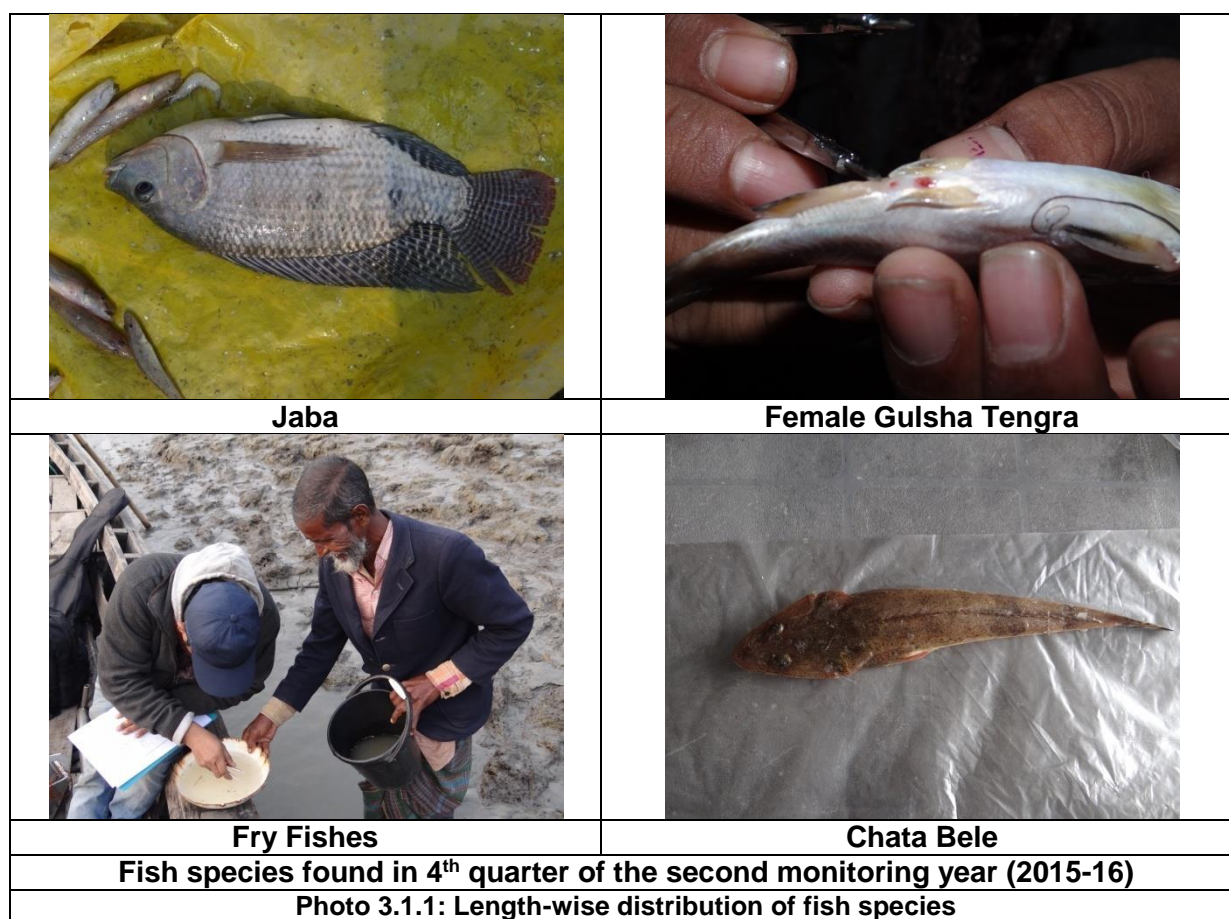 Jaba
Female Gulsha Tengra
Fry Fishes
Chata Bele
Fish species found in 4th quarter of the second monitoring year (2015-16)
Photo 3.1.1: Length-wise distribution of fish species